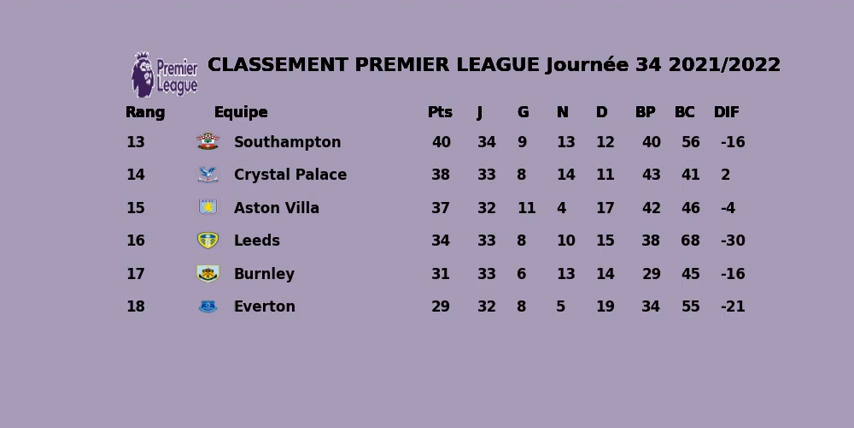 Premier League
CLASSEMENT PREMIER LEAGUE Journée 34 2021/2022
Rang Equipe Pts J G N D BP BC DIF
13 Southampton 40 34 9 13 12 40 56 -16
14 Crystal Palace 38 33 8 14 11 43 41 2
15 Aston Villa 37 32 11 4 17 42 46 -4
16 Leeds 34 33 8 10 15 38 68 -30
17 Burnley 31 33 6 13 14 29 45 -16
18 Everton 29 32 8 5 19 34 55 -21